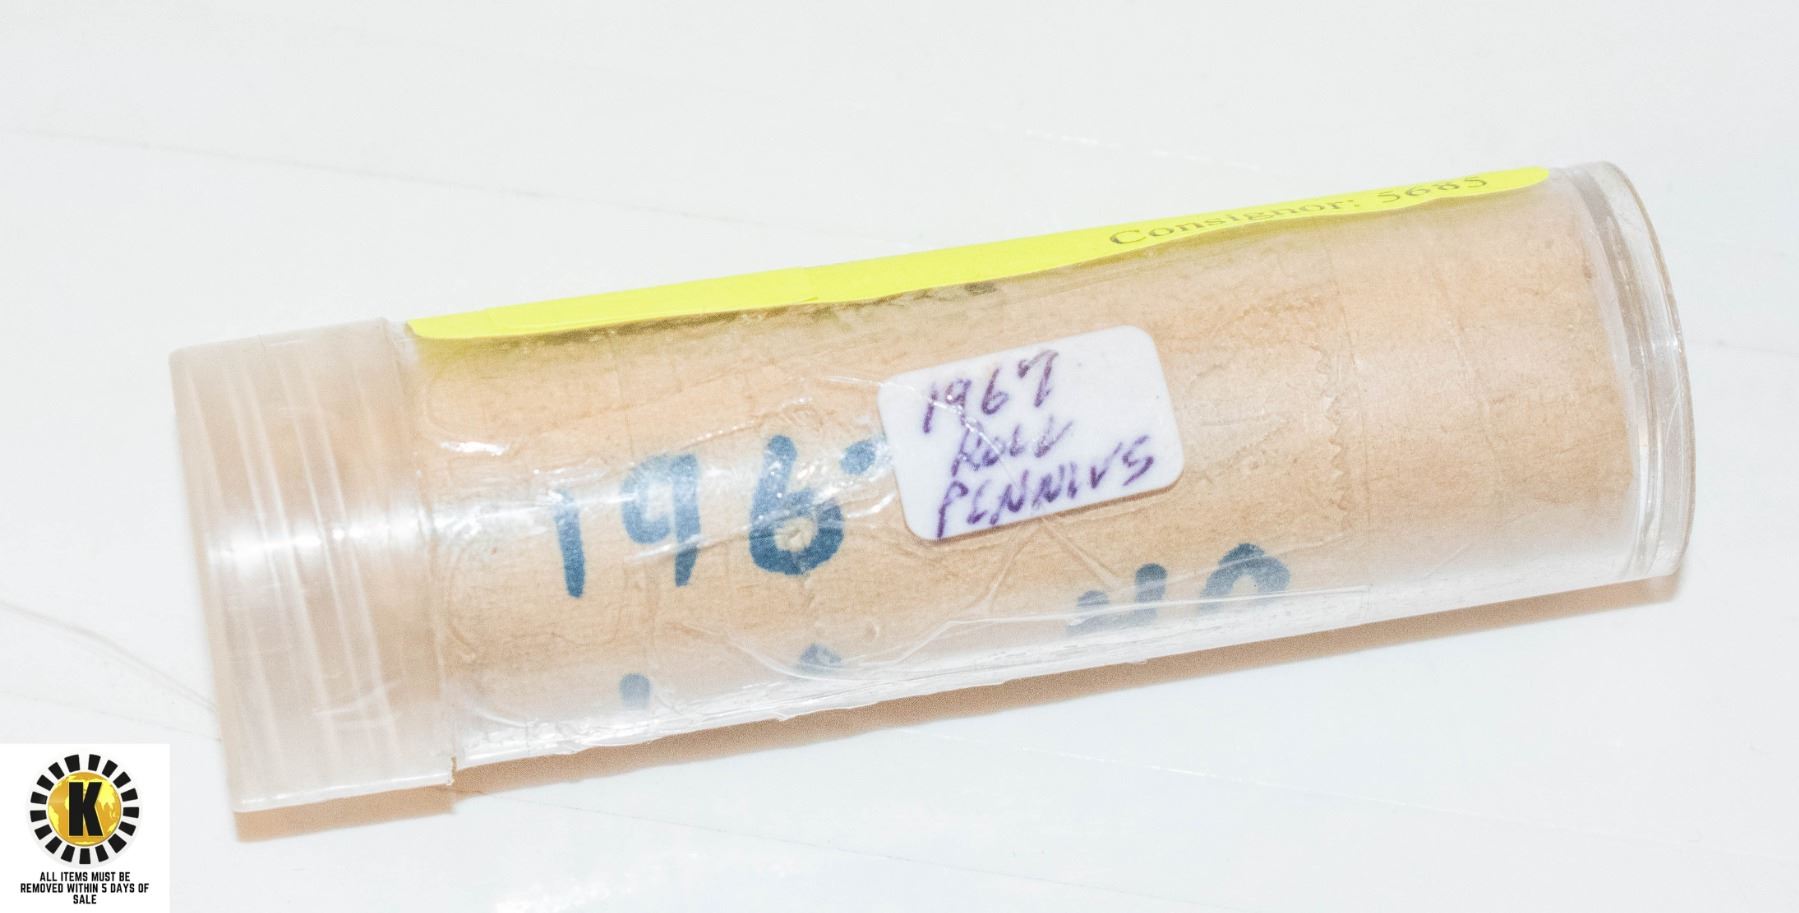 Consignor: 5685
1967
ROLL
PENNIES
196
K
ALL ITEMS MUST BE
REMOVED WITHIN 5 DAYS OF
SALE